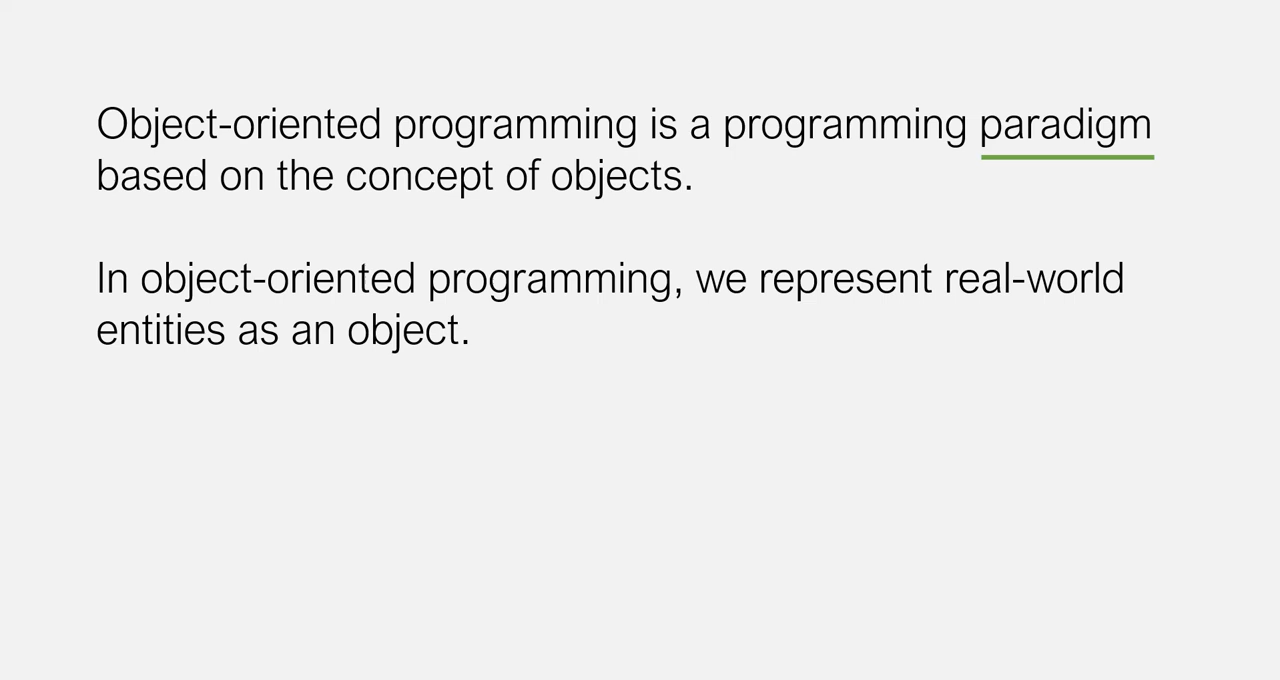 Object-oriented programming is a programming paradigm
based on the concept of objects.
In object-oriented programming, we represent real-world
entities as an object.